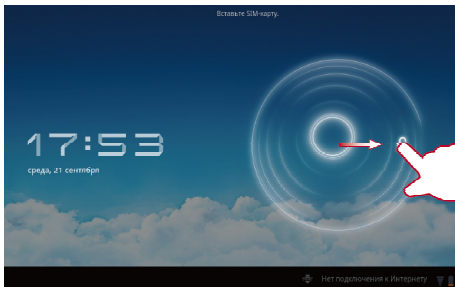 Вставьте SIM-карту.
17:53
среда, 21 сентября
Нет подключения к Интернету